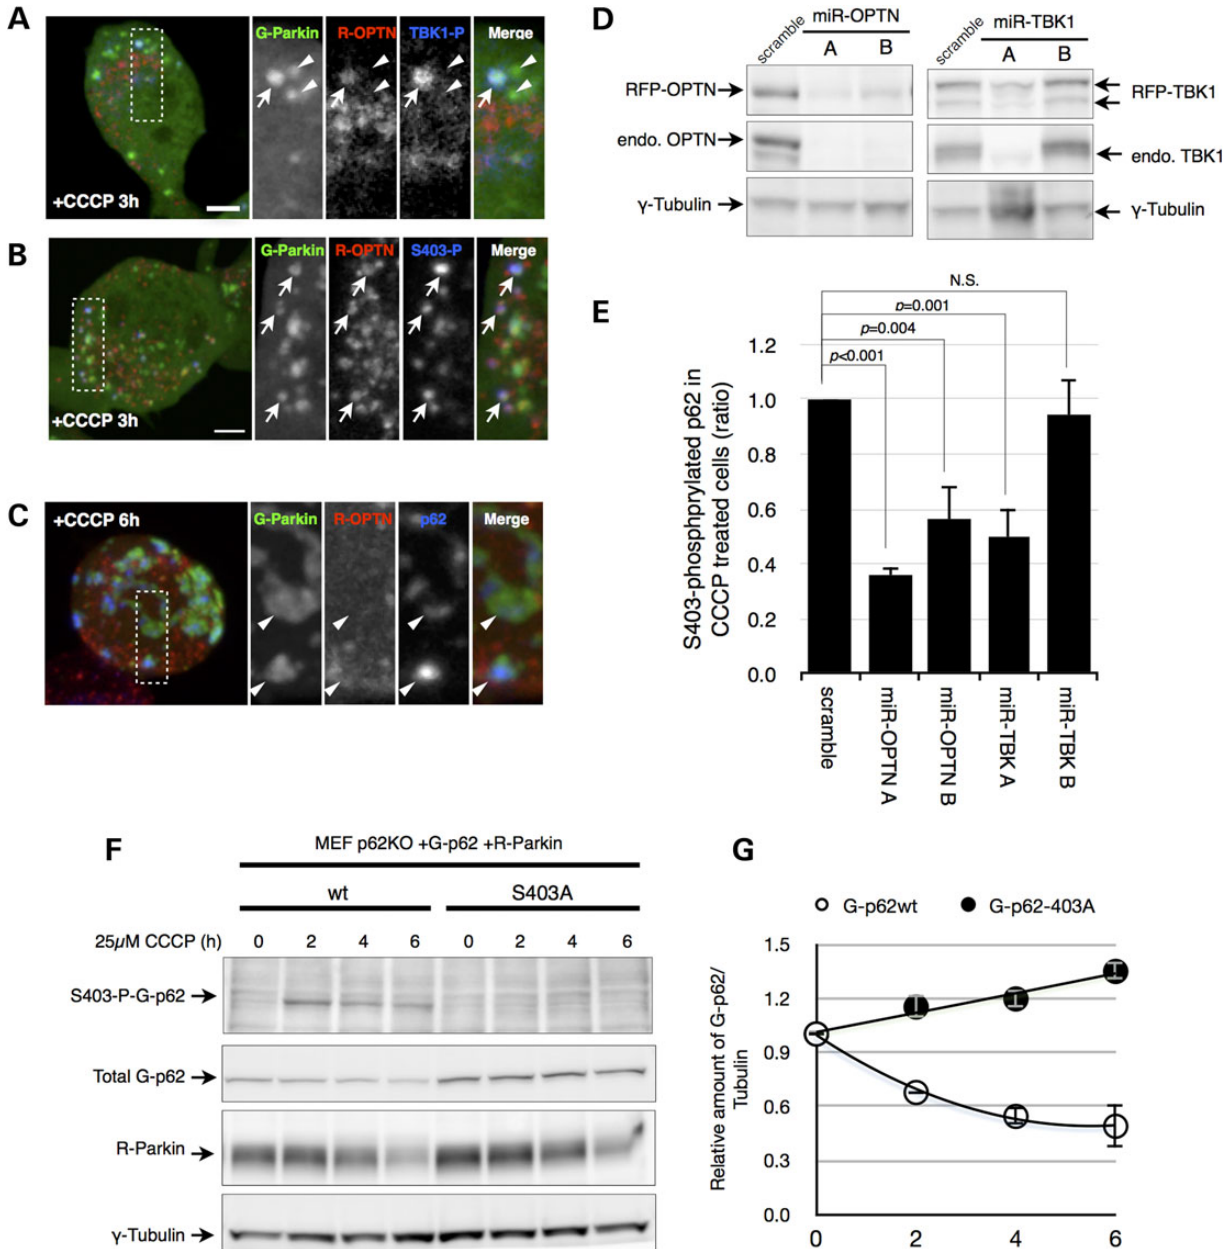 A
G-Parkin R-OPTN TBK1-P Merge
+CCCP 3h
B
G-Parkin R-OPTN S403-P Merge
+CCCP 3h
C
+CCCP 6h
G-Parkin R-OPTN p62 Merge
D
scramble miR-OPTN scramble miR-TBK1
A B A B
RFP-OPTN
RFP-TBK1
endo. OPTN
endo. TBK1
γ-Tubulin
γ-Tubulin
E
N.S.
p=0.001
p=0.004
p<0.001
S403-phosphprylated p62 in
CCCP treated cells (ratio)
1.2
1.0
0.8
0.6
0.4
0.2
0.0
scramble
miR-OPTN A
miR-OPTN B
miR-TBK A
miR-TBK B
F
MEF p62KO +G-p62 +R-Parkin
wt S403A
25μM CCCP (h) 0 2 4 6 0 2 4 6
S403-P-G-p62
Total G-p62
R-Parkin
γ-Tubulin
G
G-p62wt G-p62-403A
Relative amount of G-p62/
Tubulin
1.5
1.2
0.9
0.6
0.3
0.0
0 2 4 6